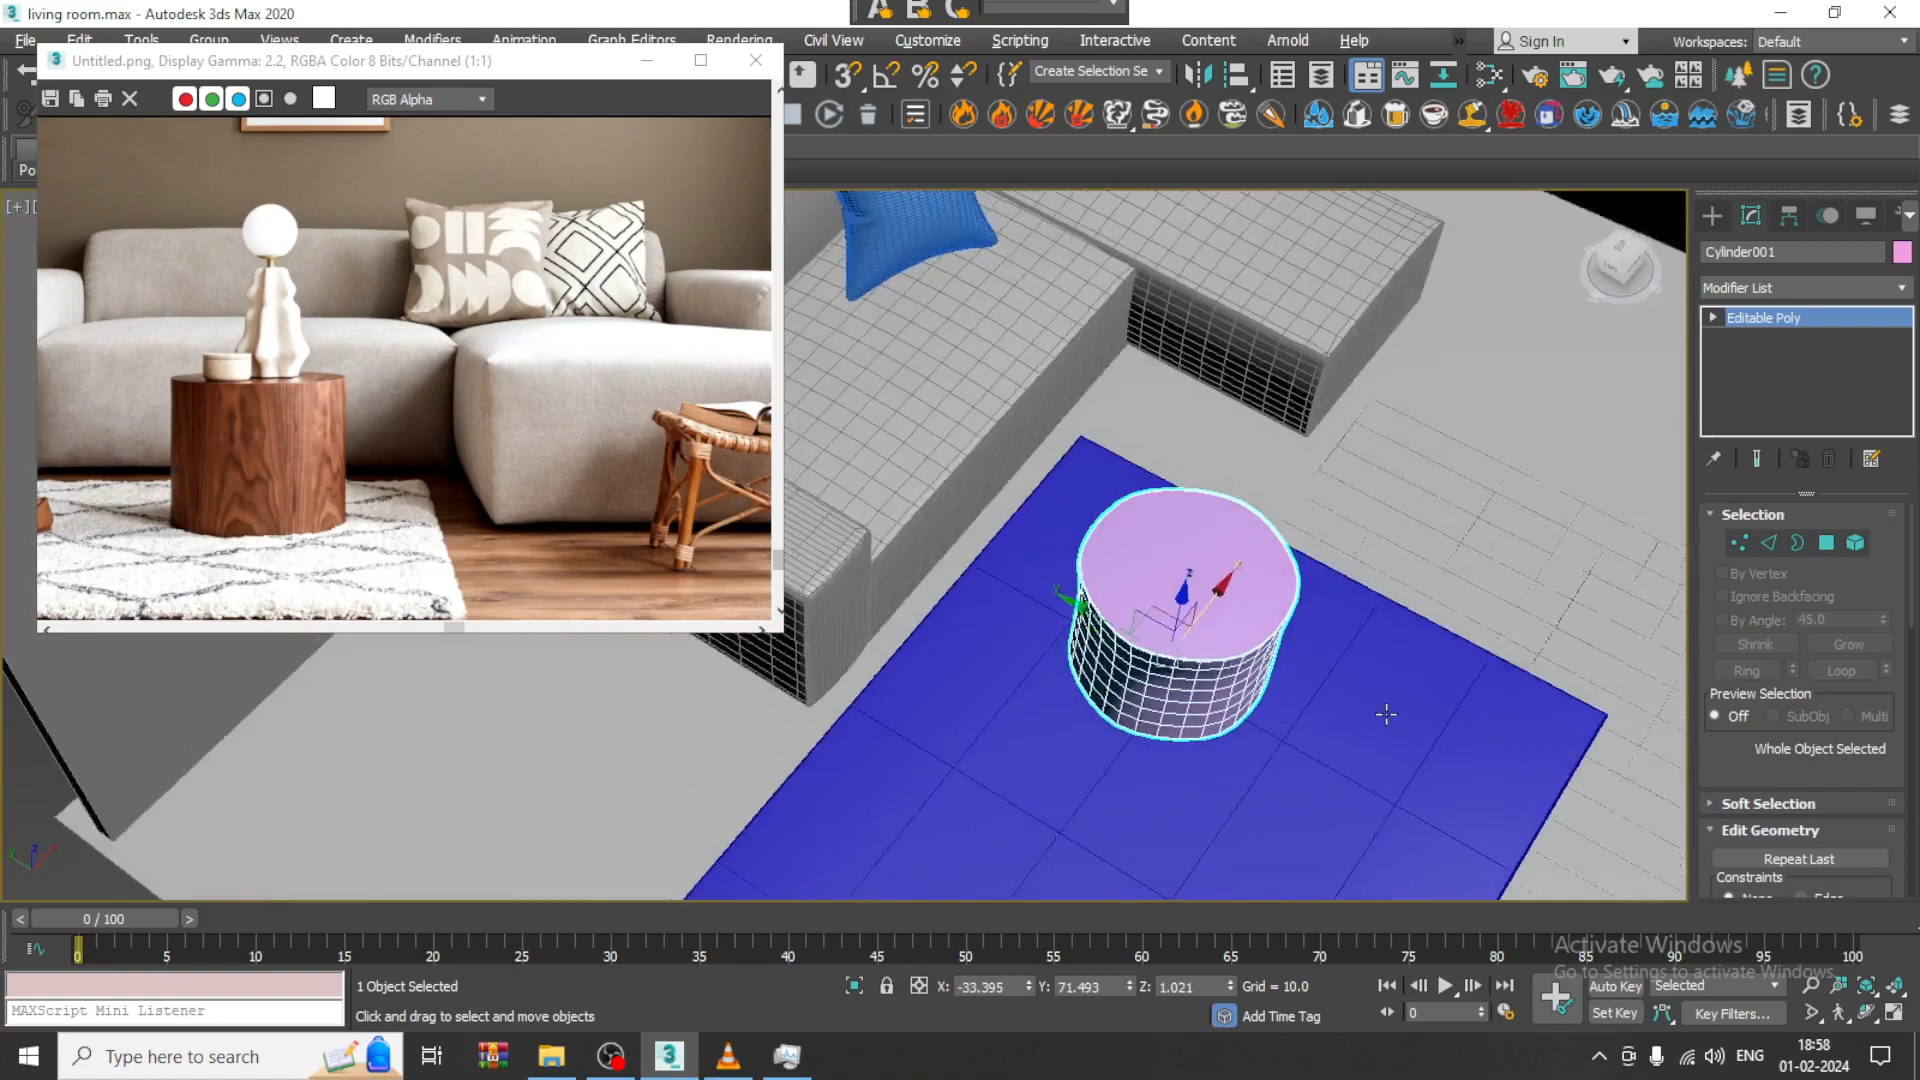 living room.max - Autodesk 3ds Max 2020
File Edit Tools Group Views Create Modifiers Animation Graph Editors Rendering Civil View Customize Scripting Interactive Content Arnold Help
Sign In
Workspaces: Default
Untitled.png, Display Gamma: 2.2, RGBA Color 8 Bits/Channel (1:1)
RGB Alpha
Create Selection Se
Po
[+][
TOP
Cylinder001
Modifier List
Editable Poly
Selection
By Vertex
Ignore Backfacing
By Angle: 45.0
Shrink Grow
Ring Loop
Preview Selection
Off SubObj Multi
Whole Object Selected
Soft Selection
Edit Geometry
Repeat Last
Constraints
None Edge
< 0 / 100 >
0 5 10 15 20 25 30 35 40 45 50 55 60 65 70 75 80 85 90 95 100
Activate Windows
Go to Settings to activate Windows.
1 Object Selected
X: -33.395 Y: 71.493 Z: 1.021 Grid = 10.0
Auto Key Selected
MAXScript Mini Listener
Click and drag to select and move objects
Add Time Tag
0
Set Key Key Filters...
Type here to search
ENG
18:58
01-02-2024